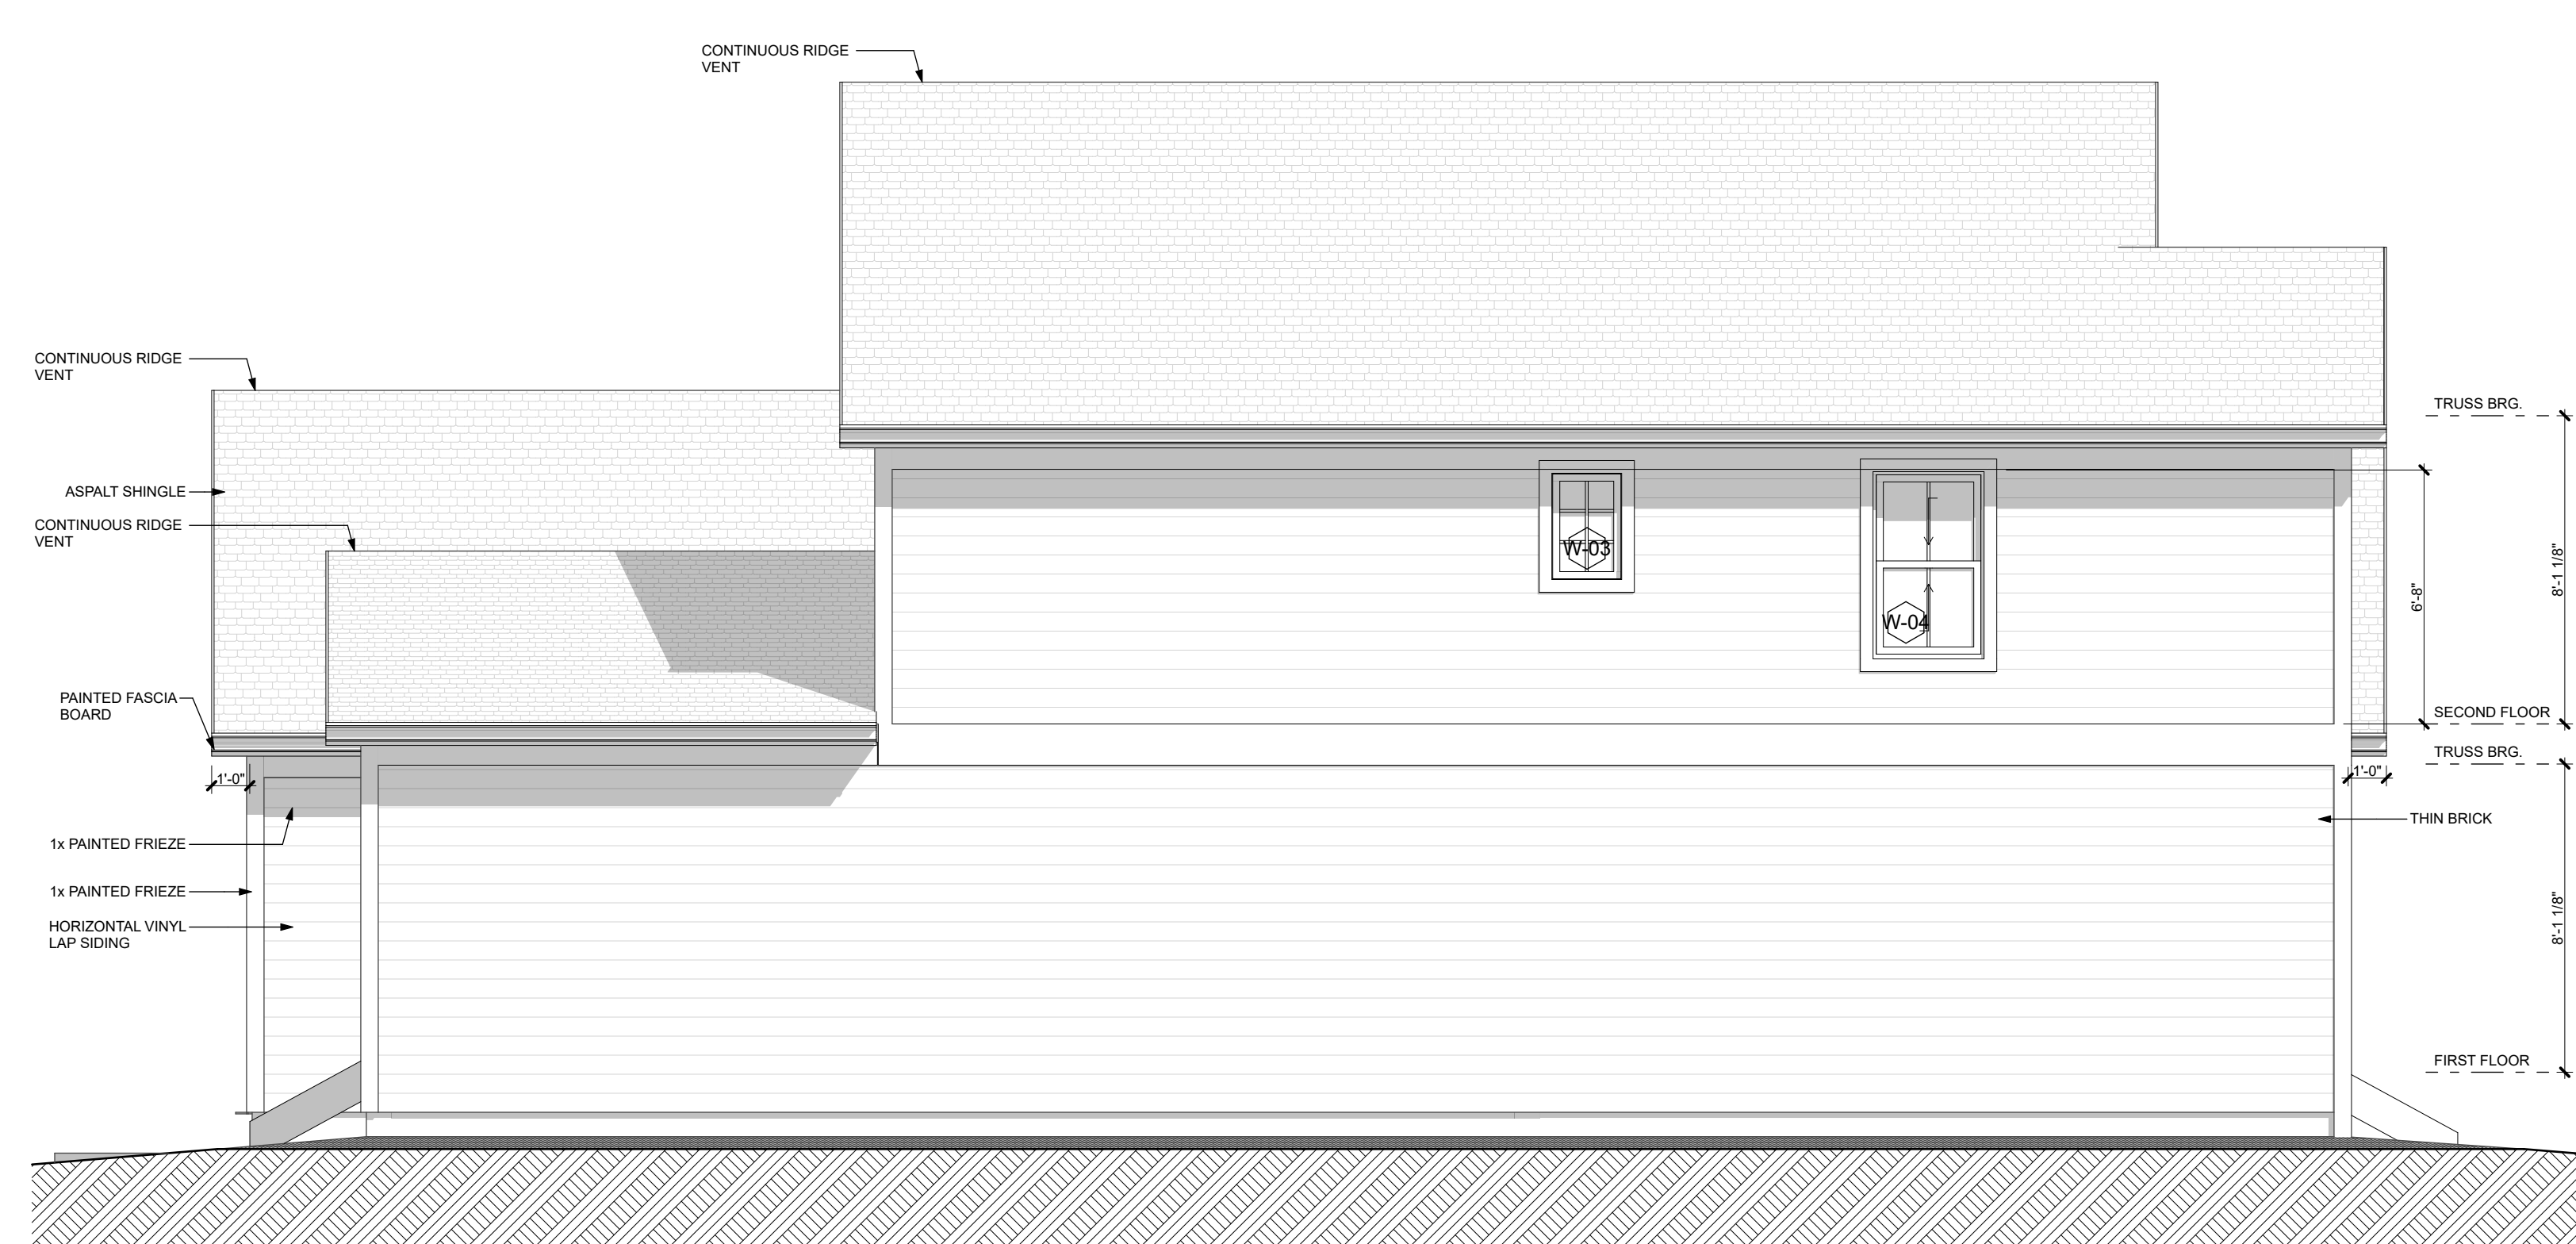 CONTINUOUS RIDGE
VENT
CONTINUOUS RIDGE
VENT
TRUSS BRG.
ASPALT SHINGLE
CONTINUOUS RIDGE
VENT
W-03
8'-1 1/8"
6'-8"
W-04
PAINTED FASCIA
BOARD
SECOND FLOOR
TRUSS BRG.
1'-0"
1'-0"
THIN BRICK
1x PAINTED FRIEZE
1x PAINTED FRIEZE
8'-1 1/8"
HORIZONTAL VINYL
LAP SIDING
FIRST FLOOR